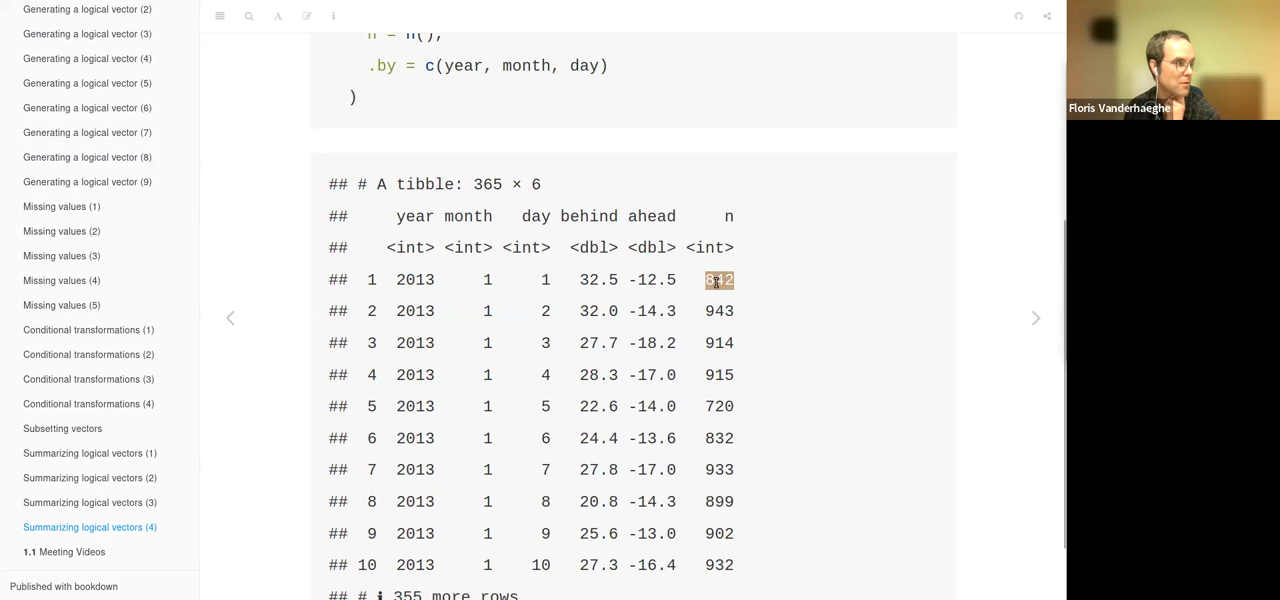 Generating a logical vector (2)
Generating a logical vector (3)
Generating a logical vector (4)
Generating a logical vector (5)
Generating a logical vector (6)
Generating a logical vector (7)
Generating a logical vector (8)
Generating a logical vector (9)
Missing values (1)
Missing values (2)
Missing values (3)
Missing values (4)
Missing values (5)
Conditional transformations (1)
Conditional transformations (2)
Conditional transformations (3)
Conditional transformations (4)
Subsetting vectors
Summarizing logical vectors (1)
Summarizing logical vectors (2)
Summarizing logical vectors (3)
Summarizing logical vectors (4)
1.1 Meeting Videos
Published with bookdown
n = n(),
.by = c(year, month, day)
)
## # A tibble: 365 × 6
## year month day behind ahead n
## <int> <int> <int> <dbl> <dbl> <int>
## 1 2013 1 1 32.5 -12.5 842
## 2 2013 1 2 32.0 -14.3 943
## 3 2013 1 3 27.7 -18.2 914
## 4 2013 1 4 28.3 -17.0 915
## 5 2013 1 5 22.6 -14.0 720
## 6 2013 1 6 24.4 -13.6 832
## 7 2013 1 7 27.8 -17.0 933
## 8 2013 1 8 20.8 -14.3 899
## 9 2013 1 9 25.6 -13.0 902
## 10 2013 1 10 27.3 -16.4 932
## # ℹ 355 more rows
Floris Vanderhaeghe